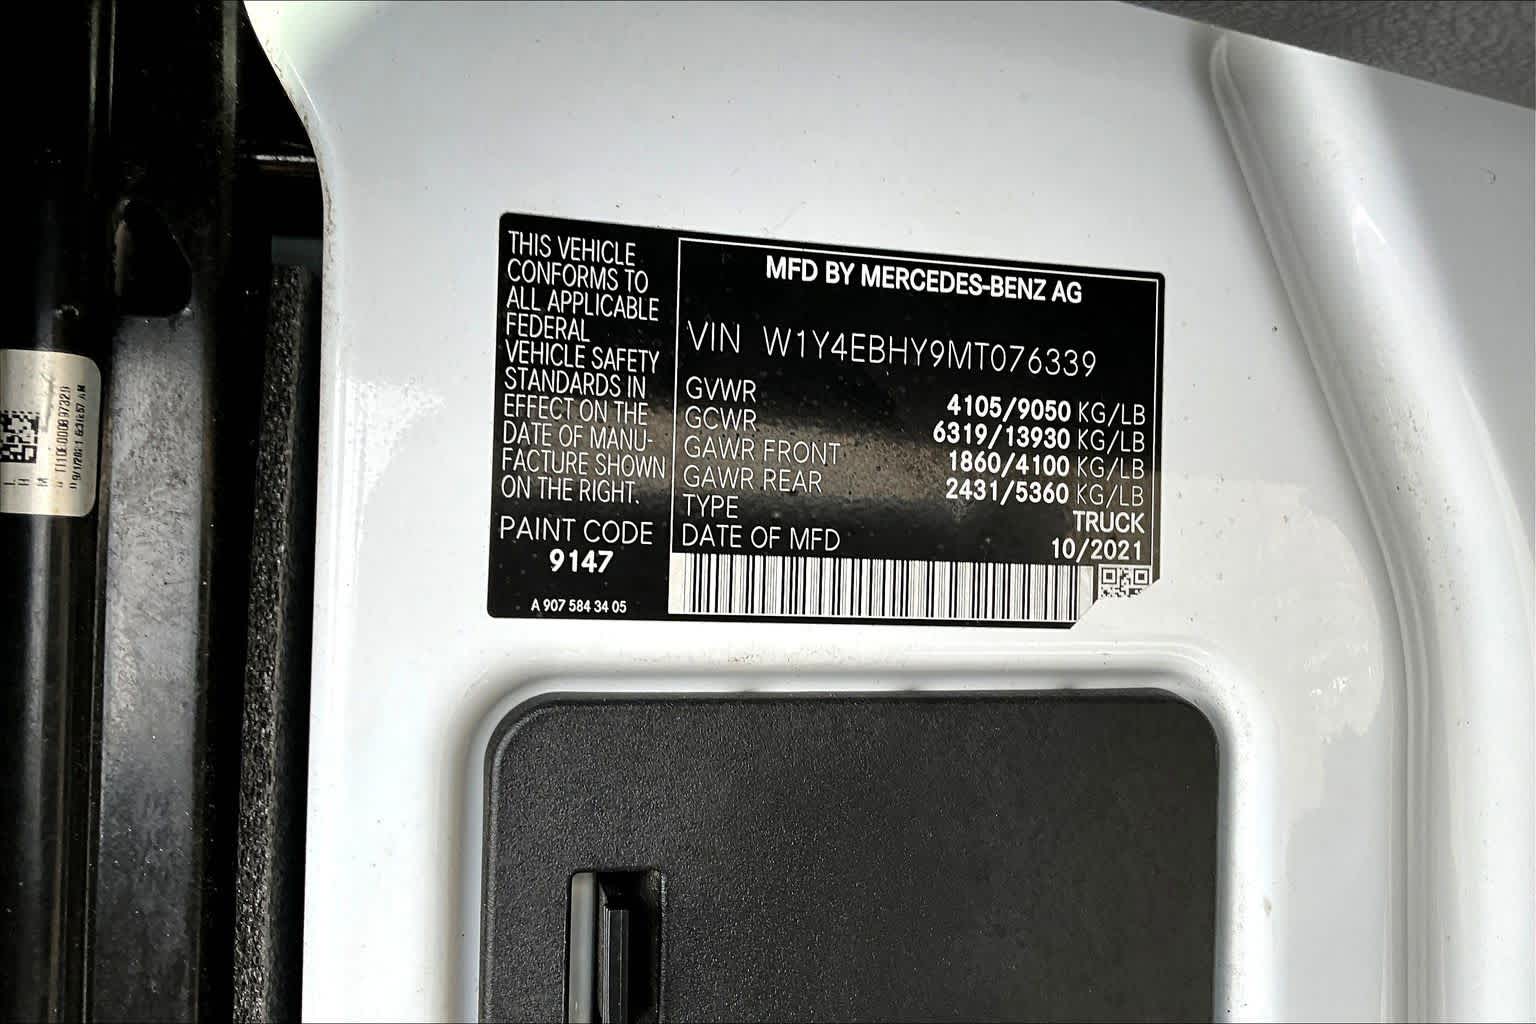 THIS VEHICLE
CONFORMS TO
ALL APPLICABLE
FEDERAL
VEHICLE SAFETY
STANDARDS IN
EFFECT ON THE
DATE OF MANU-
FACTURE SHOWN
ON THE RIGHT.
PAINT CODE
9147
A 907 584 34 05
MFD BY MERCEDES-BENZ AG
VIN W1Y4EBHY9MT076339
GVWR 4105/9050 KG/LB
GCWR 6319/13930 KG/LB
GAWR FRONT 1860/4100 KG/LB
GAWR REAR 2431/5360 KG/LB
TYPE TRUCK
DATE OF MFD 10/2021
L
H
M